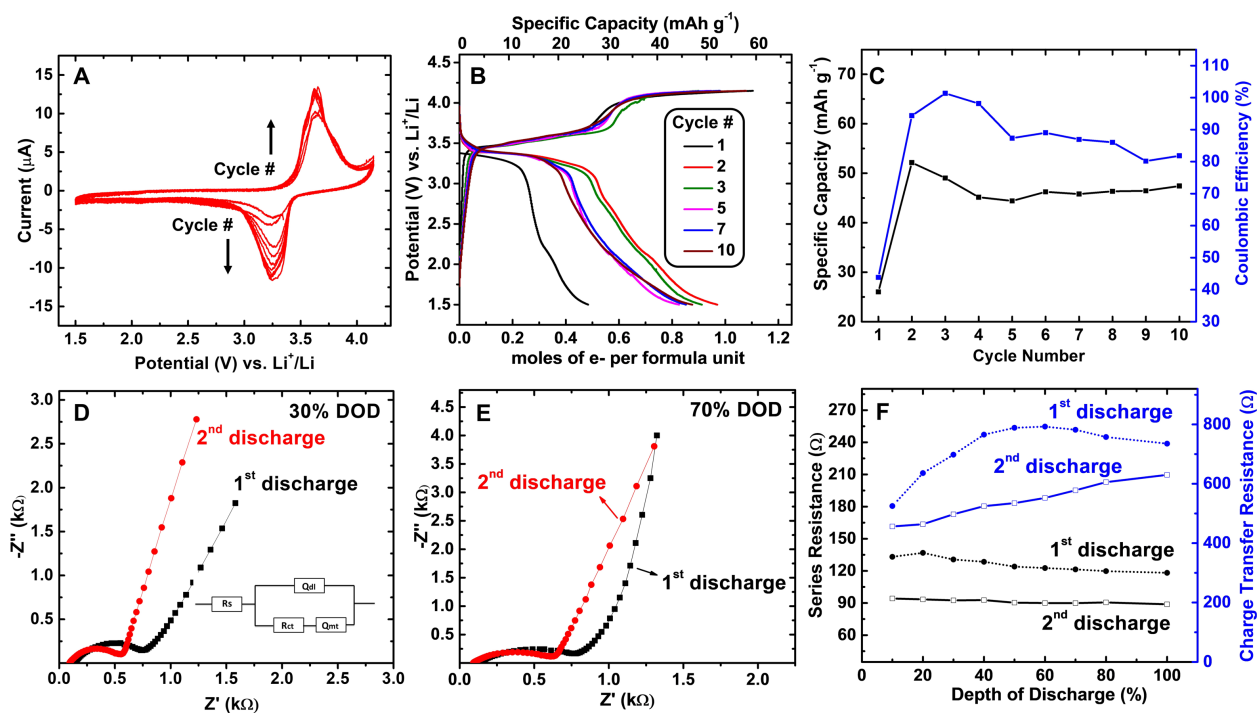 A
Current (μA)
15
10
5
0
-5
-10
-15
Cycle #
Cycle #
1.5
2.0
2.5
3.0
3.5
4.0
Potential (V) vs. Li⁺/Li
Specific Capacity (mAh g⁻¹)
0
10
20
30
40
50
60
B
Potential (V) vs. Li⁺/Li
4.5
4.0
3.5
3.0
2.5
2.0
1.5
Cycle #
1
2
3
5
7
10
0.0
0.2
0.4
0.6
0.8
1.0
1.2
moles of e- per formula unit
C
Specific Capacity (mAh g⁻¹)
70
60
50
40
30
20
1 2 3 4 5 6 7 8 9 10
Cycle Number
110
100
90
80
70
60
50
40
30
Coulombic Efficiency (%)
D
30% DOD
-Z'' (kΩ)
3.0
2.5
2.0
1.5
1.0
0.5
2ⁿᵈ discharge
1ˢᵗ discharge
Rs
Qdl
Rct
Qmt
0.0
0.5
1.0
1.5
2.0
2.5
3.0
Z' (kΩ)
E
70% DOD
-Z'' (kΩ)
4.5
4.0
3.5
3.0
2.5
2.0
1.5
1.0
0.5
2ⁿᵈ discharge
1ˢᵗ discharge
0.0
0.5
1.0
1.5
2.0
Z' (kΩ)
F
Series Resistance (Ω)
270
240
210
180
150
120
90
60
1ˢᵗ discharge
2ⁿᵈ discharge
1ˢᵗ discharge
2ⁿᵈ discharge
0 10 20 30 40 50 60 70 80 90 100
Depth of Discharge (%)
800
600
400
200
0
Charge Transfer Resistance (Ω)